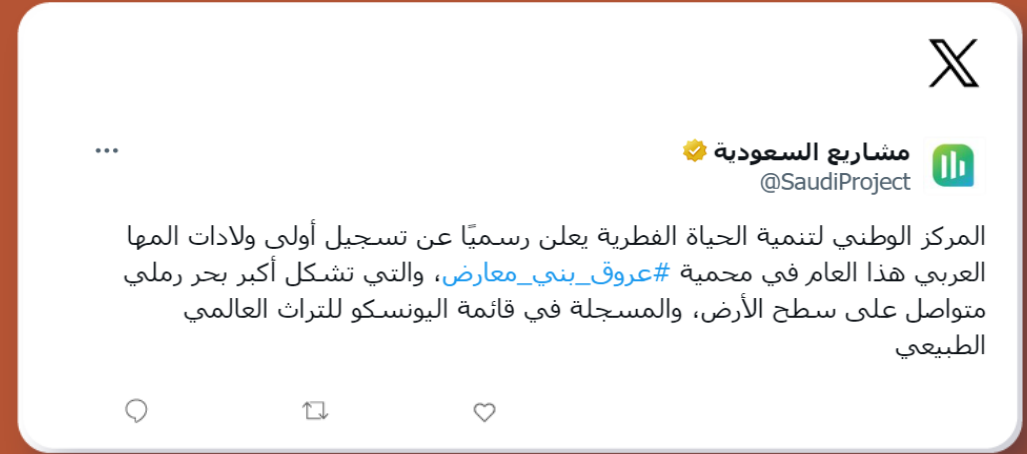 مشاريع السعودية
@SaudiProject
المركز الوطني لتنمية الحياة الفطرية يعلن رسميًا عن تسجيل أولى ولادات المها
العربي هذا العام في محمية #عروق_بني_معارض، والتي تشكل أكبر بحر رملي
متواصل على سطح الأرض، والمسجلة في قائمة اليونسكو للتراث العالمي
الطبيعي